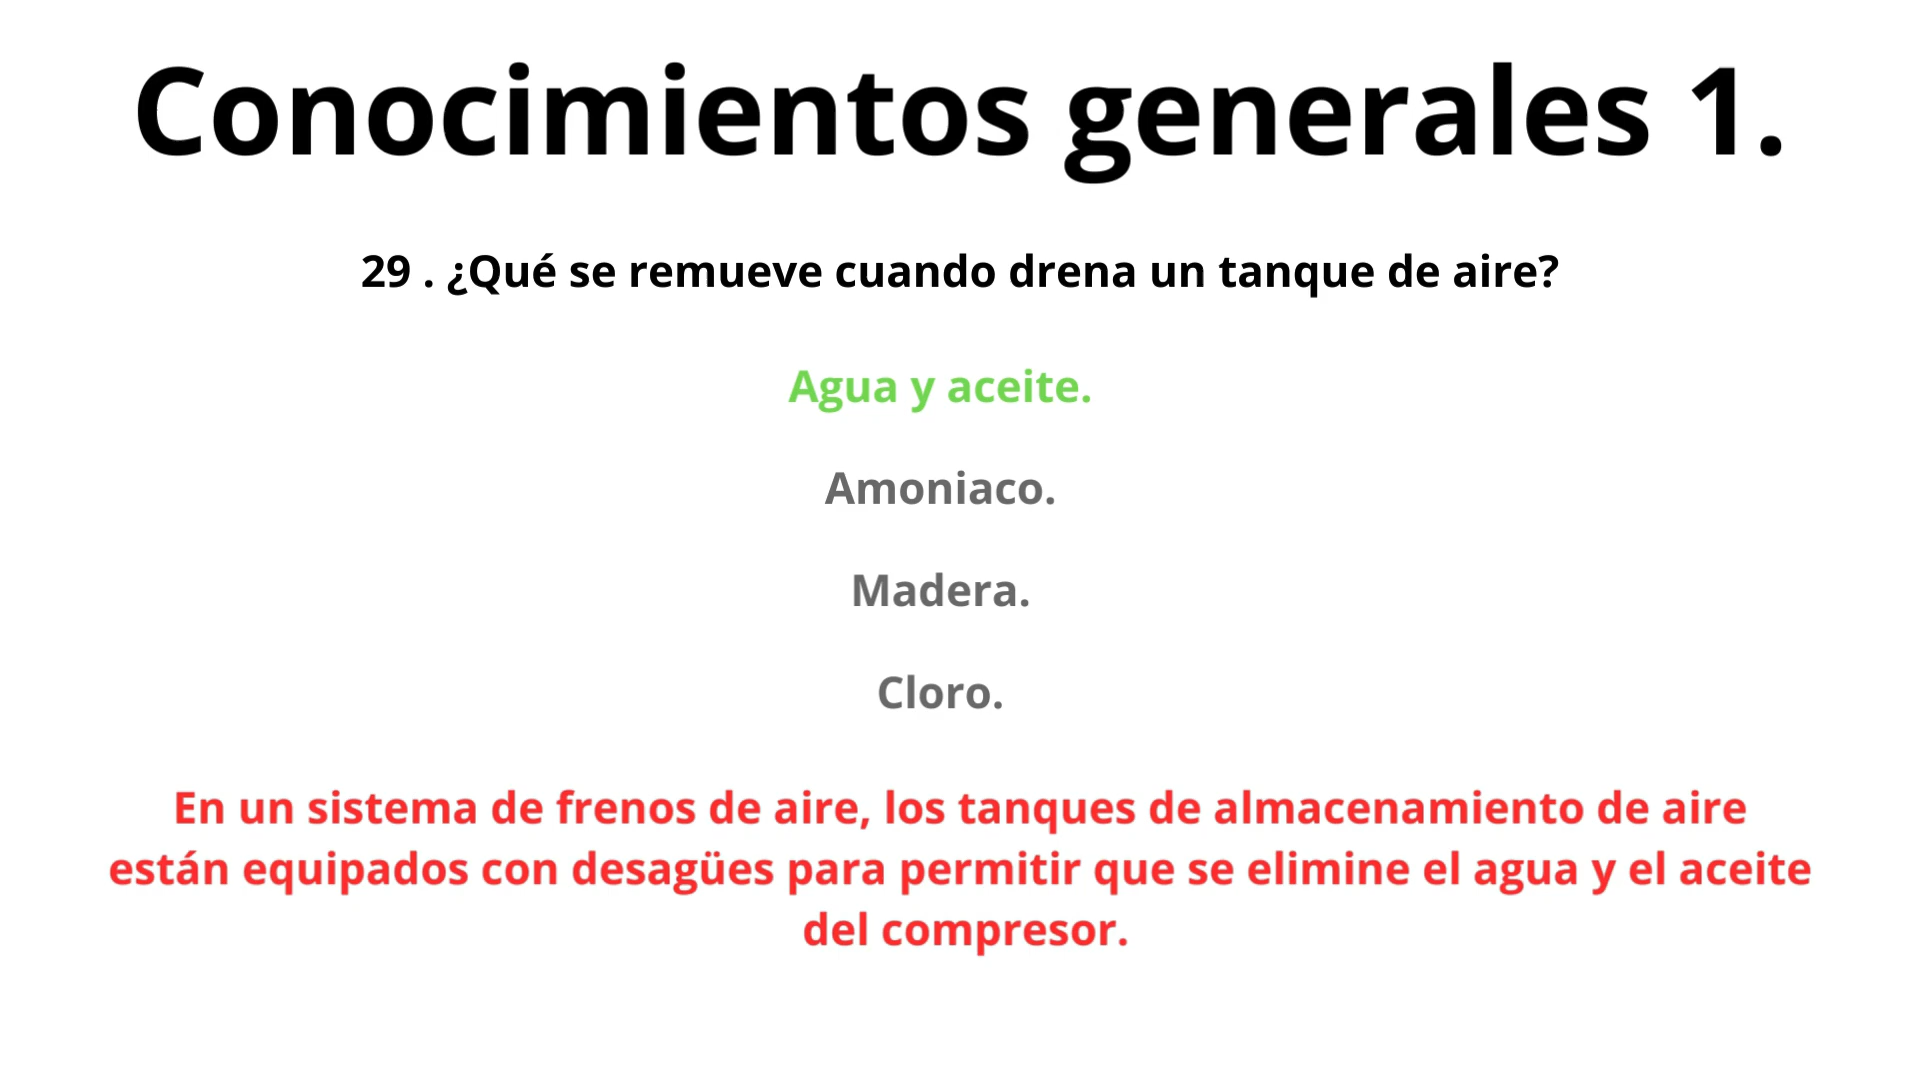 Conocimientos generales 1.
29 . ¿Qué se remueve cuando drena un tanque de aire?
Agua y aceite.
Amoniaco.
Madera.
Cloro.
En un sistema de frenos de aire, los tanques de almacenamiento de aire
están equipados con desagües para permitir que se elimine el agua y el aceite
del compresor.